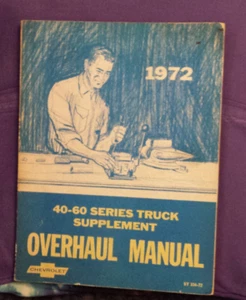 1972
40-60 SERIES TRUCK
SUPPLEMENT
OVERHAUL MANUAL
CHEVROLET